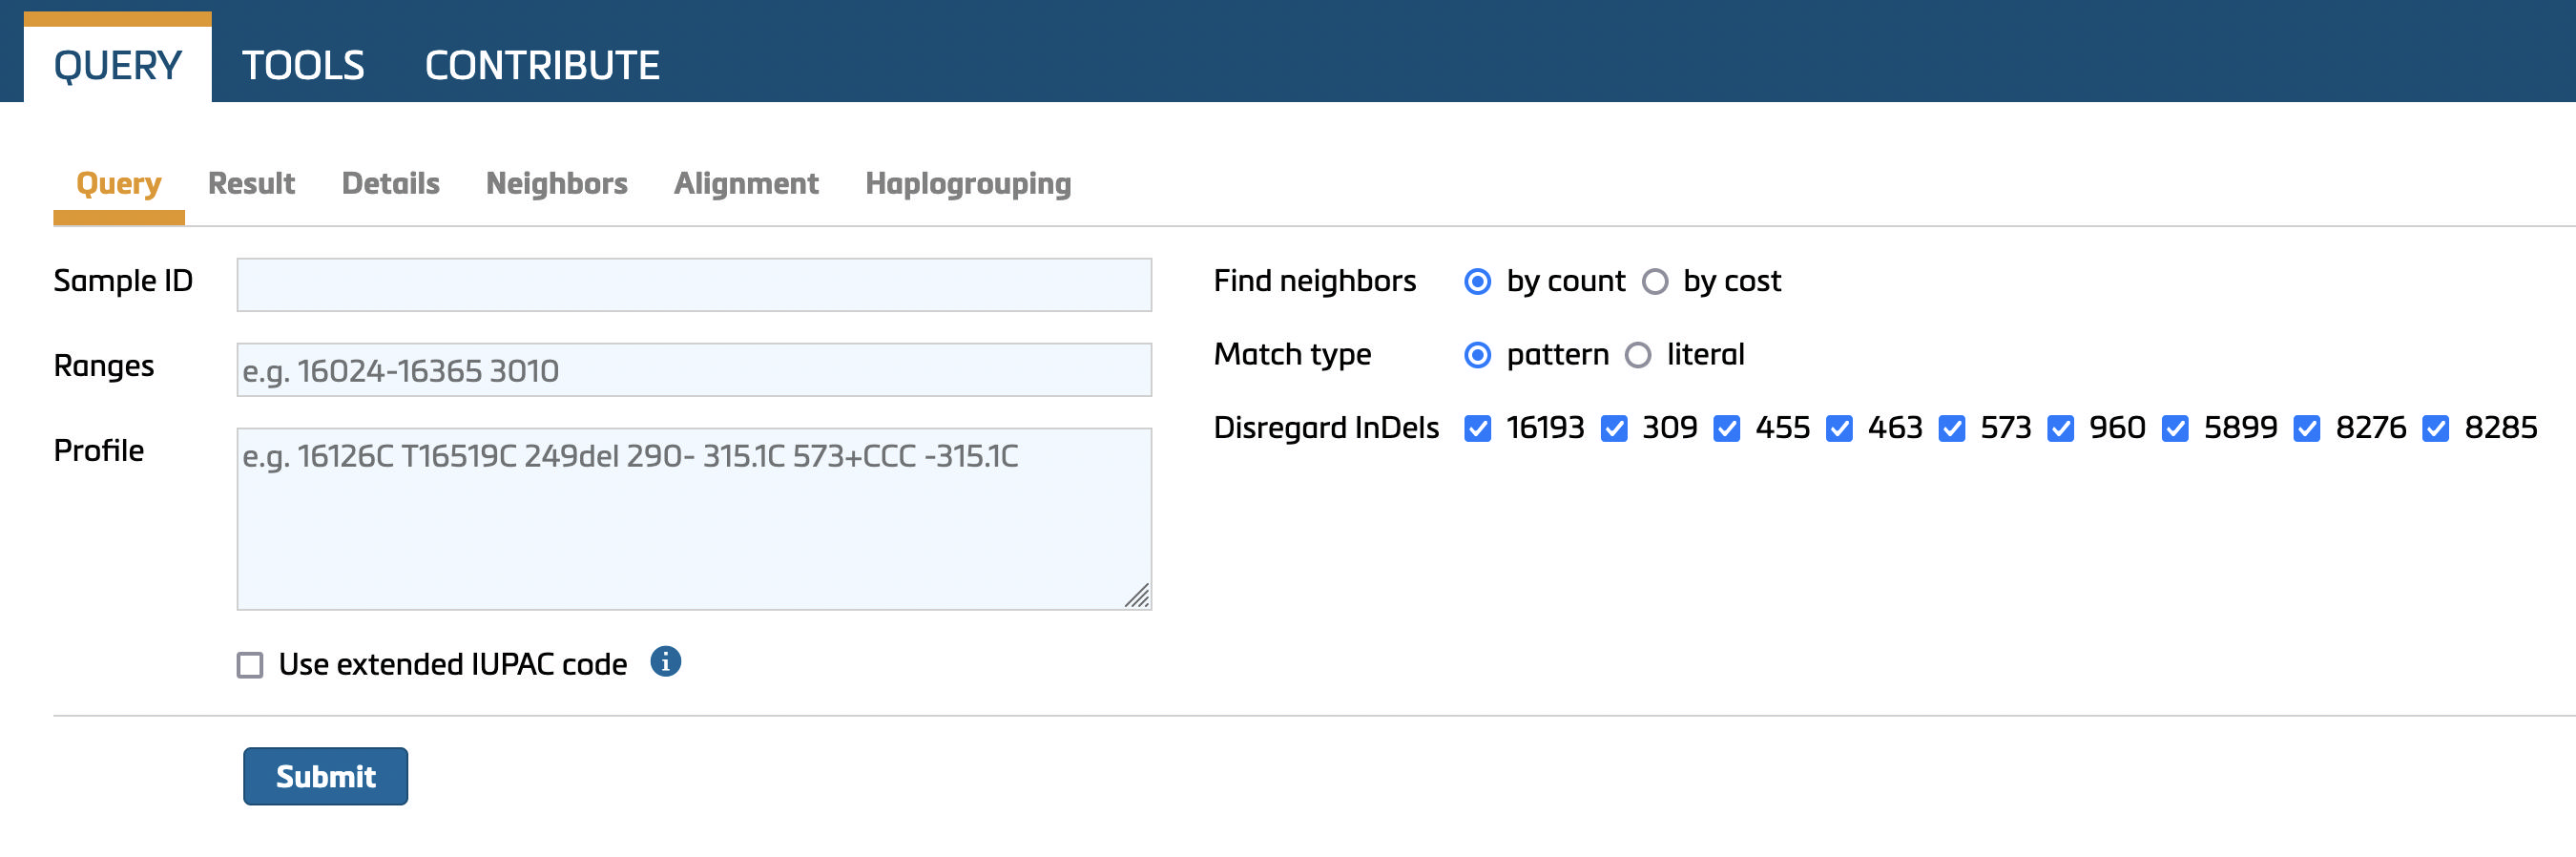 QUERY TOOLS CONTRIBUTE
Query Result Details Neighbors Alignment Haplogrouping
Sample ID
Ranges e.g. 16024-16365 3010
Profile e.g. 16126C T16519C 249del 290- 315.1C 573+CCC -315.1C
Use extended IUPAC code i
Find neighbors by count by cost
Match type pattern literal
Disregard InDels 16193 309 455 463 573 960 5899 8276 8285
Submit